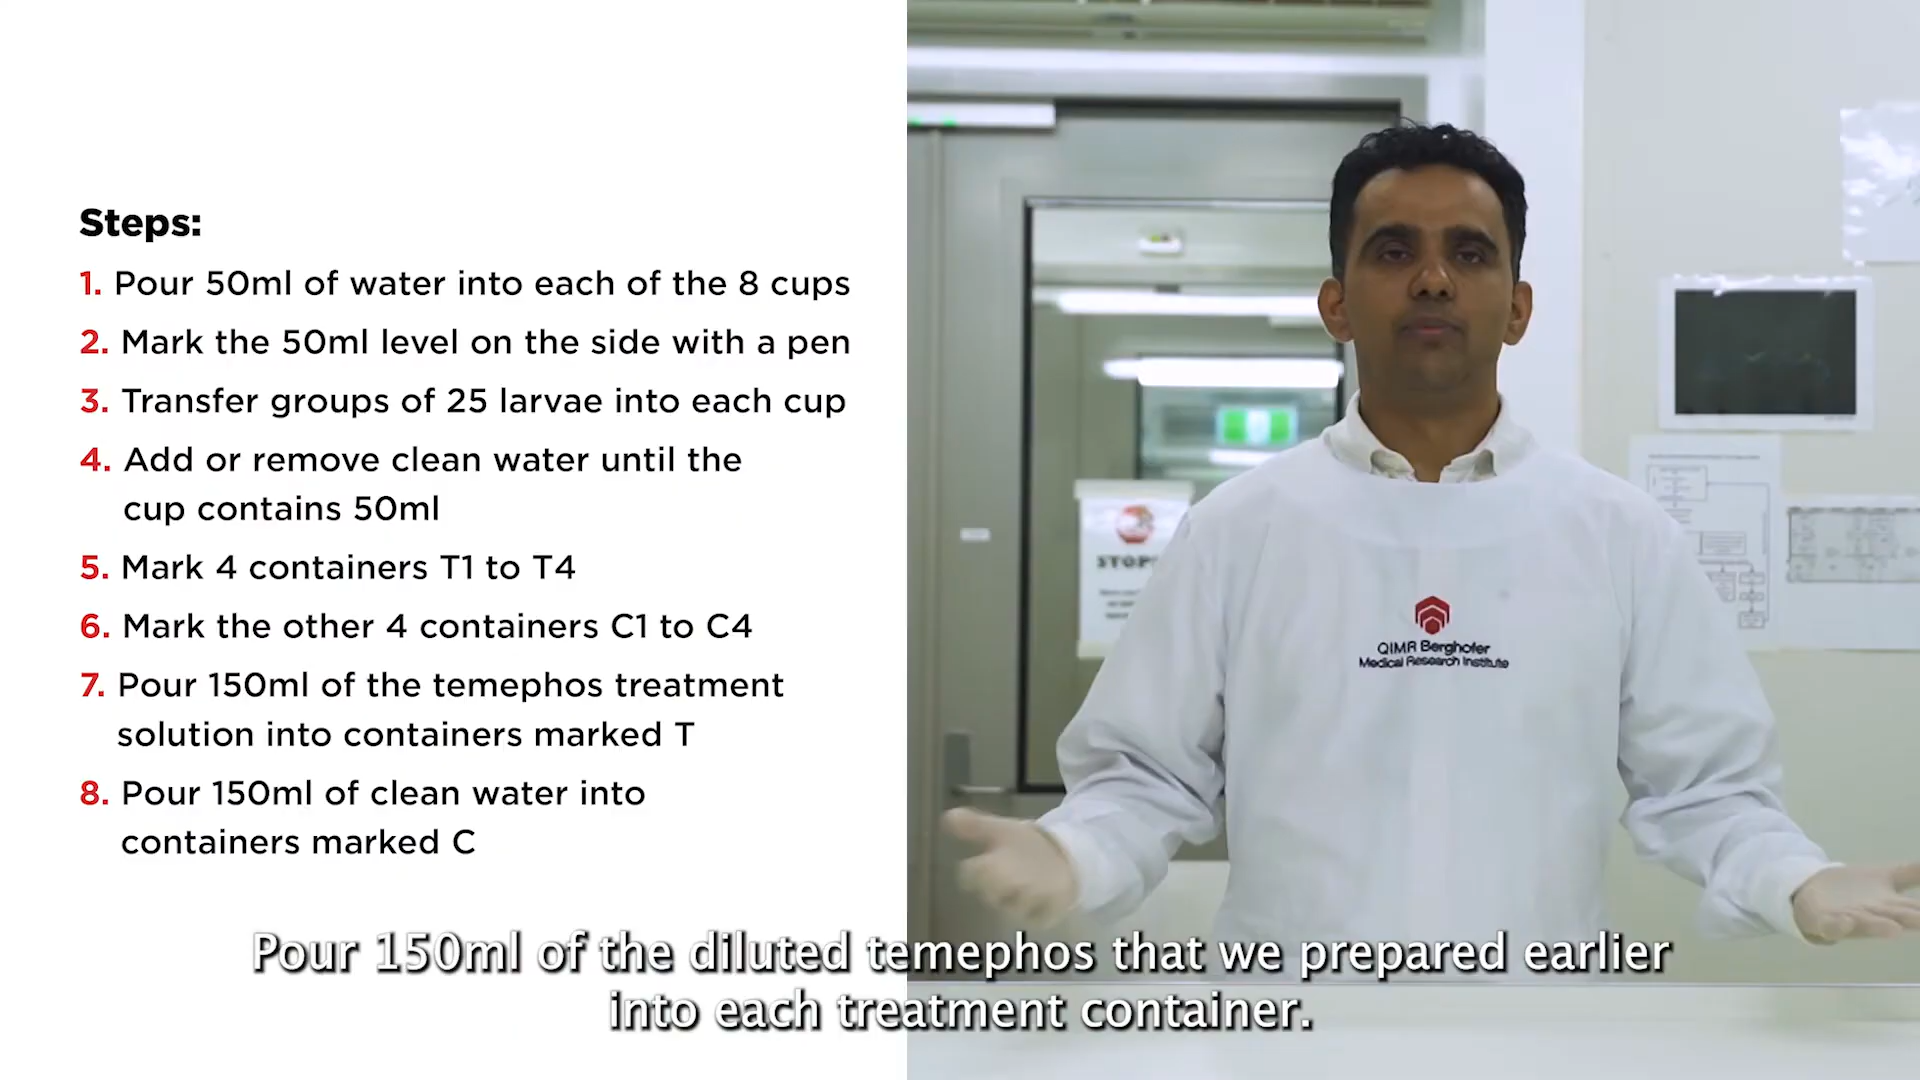 Steps:
1. Pour 50ml of water into each of the 8 cups
2. Mark the 50ml level on the side with a pen
3. Transfer groups of 25 larvae into each cup
4. Add or remove clean water until the
cup contains 50ml
5. Mark 4 containers T1 to T4
6. Mark the other 4 containers C1 to C4
7. Pour 150ml of the temephos treatment
solution into containers marked T
8. Pour 150ml of clean water into
containers marked C
STOP
QIMR Berghofer
Medical Research Institute
Pour 150ml of the diluted temephos that we prepared earlier
into each treatment container.